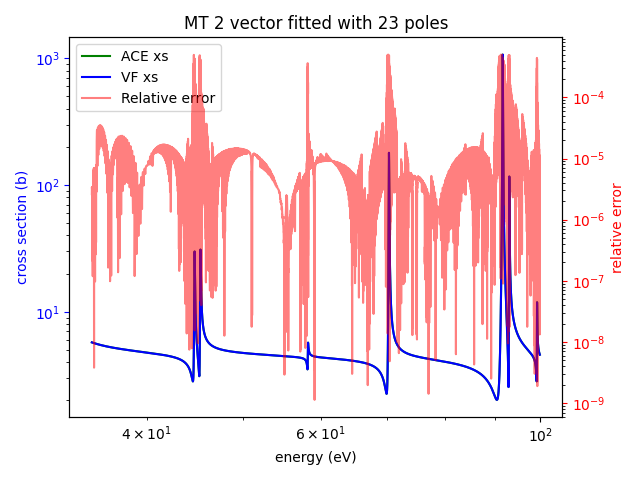 MT 2 vector fitted with 23 poles
ACE xs
VF xs
Relative error
cross section (b)
10³
10²
10¹
relative error
10⁻⁴
10⁻⁵
10⁻⁶
10⁻⁷
10⁻⁸
10⁻⁹
4 × 10¹
6 × 10¹
10²
energy (eV)